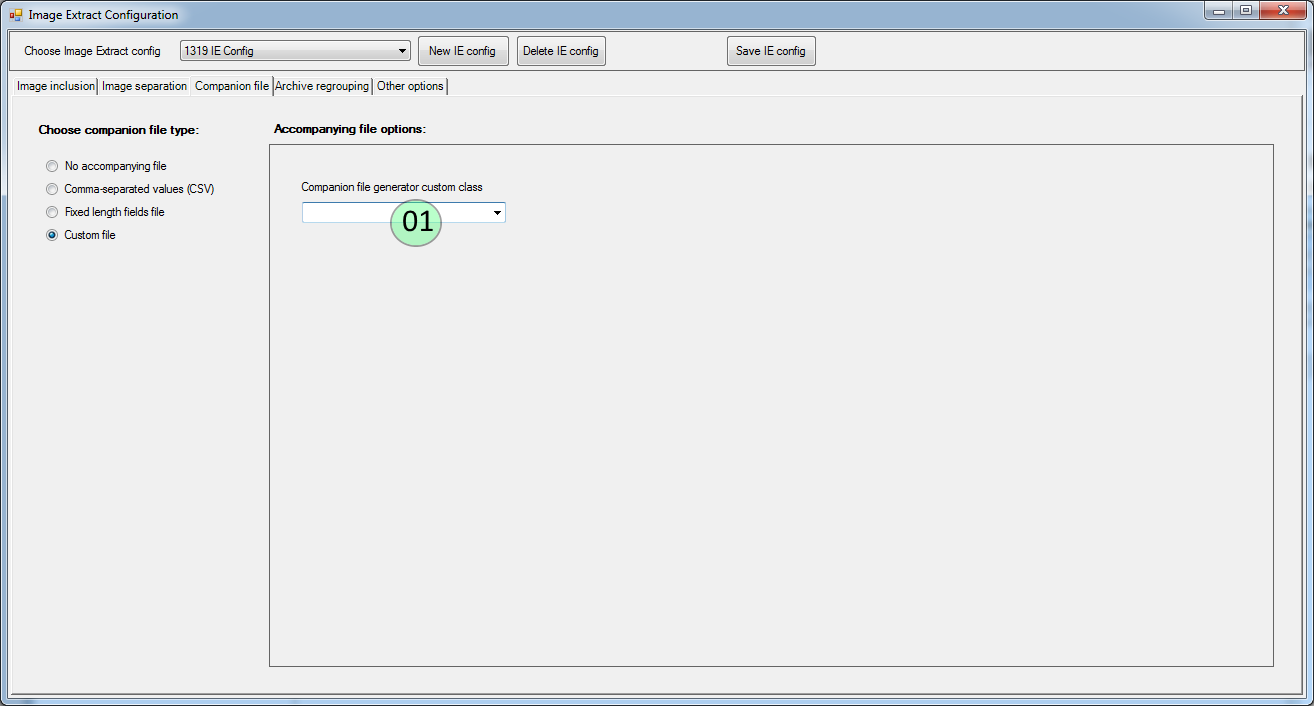 Image Extract Configuration
Choose Image Extract config 1319 IE Config New IE config Delete IE config Save IE config
Image inclusion Image separation Companion file Archive regrouping Other options
Choose companion file type: Accompanying file options:
No accompanying file
Comma-separated values (CSV)
Fixed length fields file
Custom file
Companion file generator custom class
01